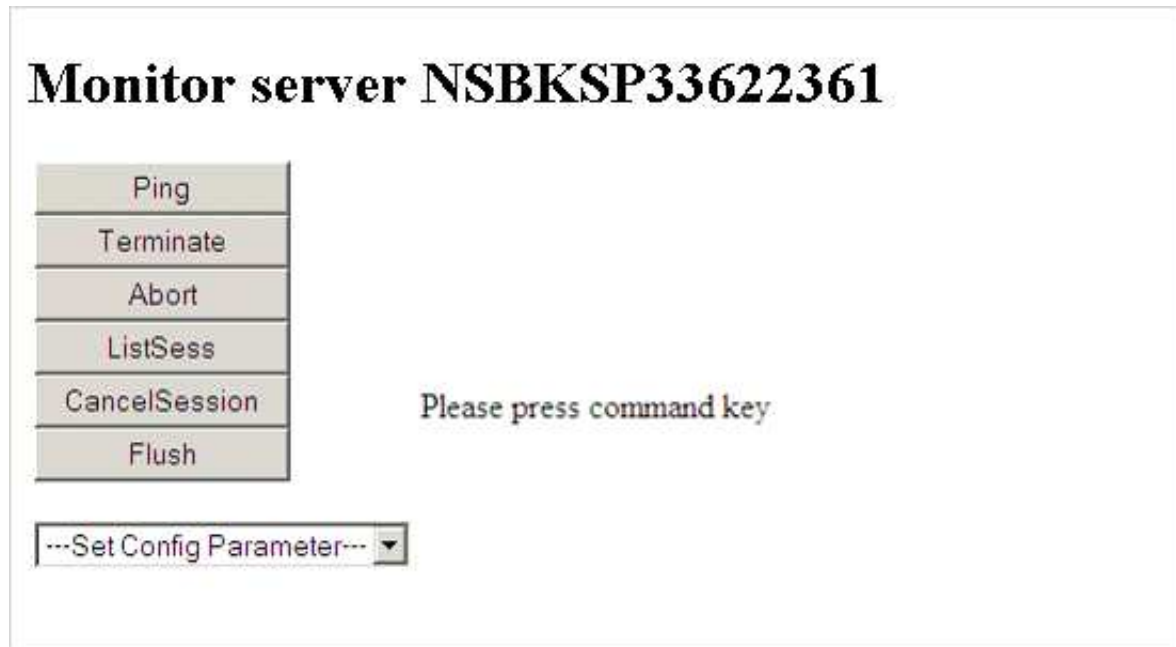 Monitor server NSBKSP33622361
Ping
Terminate
Abort
ListSess
CancelSession
Please press command key
Flush
---Set Config Parameter---